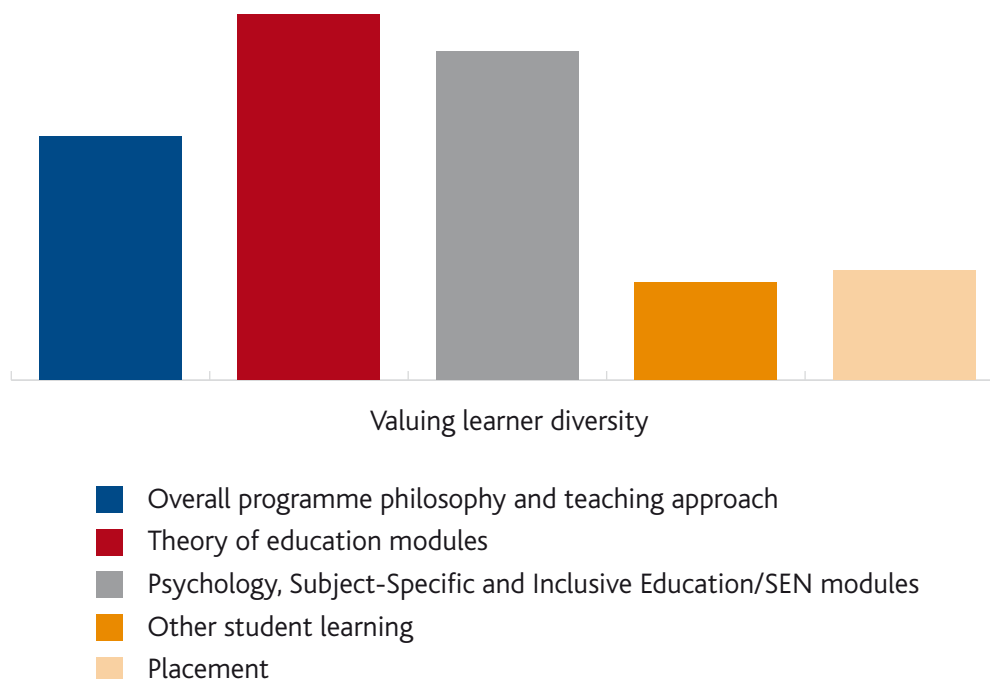 Valuing learner diversity
Overall programme philosophy and teaching approach
Theory of education modules
Psychology, Subject-Specific and Inclusive Education/SEN modules
Other student learning
Placement